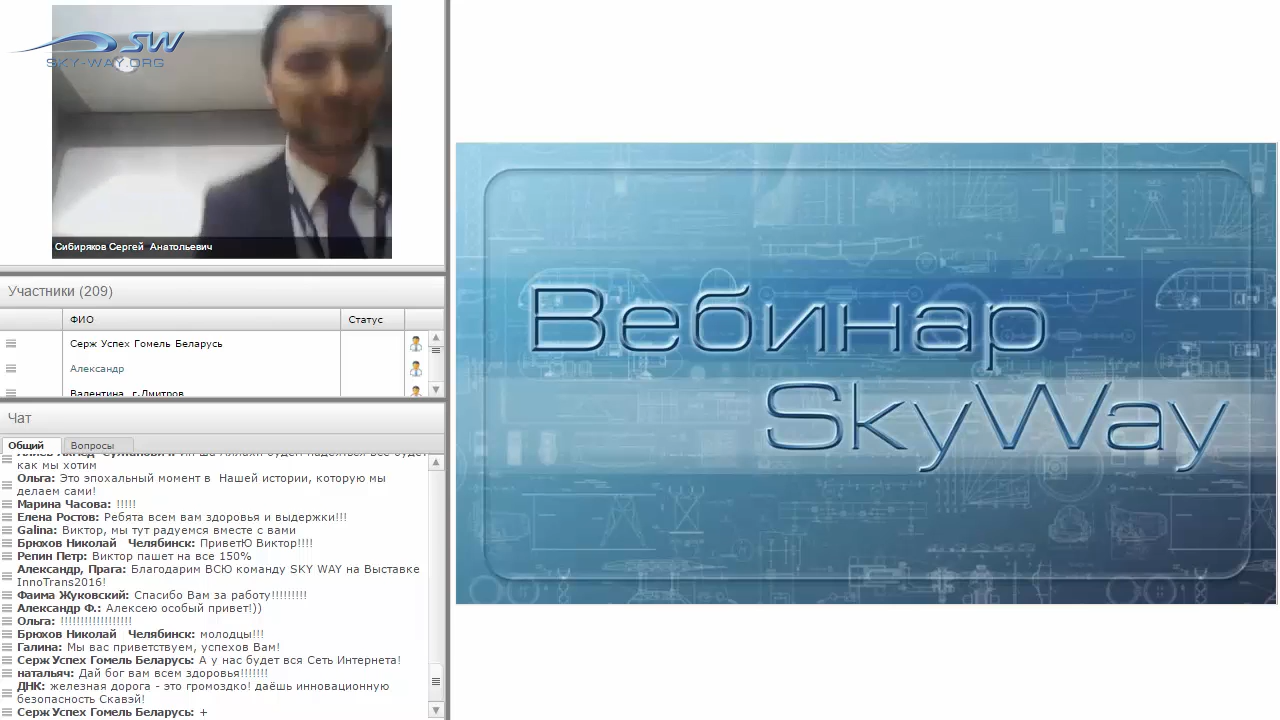 SW
SKY-WAY.ORG
Сибиряков Сергей Анатольевич
Участники (209)
ФИО
Статус
Серж Успех Гомель Беларусь
Александр
Валентина г.Дмитров
Чат
Общий
Вопросы
как мы хотим
Ольга: Это эпохальный момент в Нашей истории, которую мы
делаем сами!
Марина Часова: !!!!!
Елена Ростов: Ребята всем вам здоровья и выдержки!!!
Galina: Виктор, мы тут радуемся вместе с вами
Брюхов Николай Челябинск: ПриветЮ Виктор!!!!
Репин Петр: Виктор пашет на все 150%
Александр, Прага: Благодарим ВСЮ команду SKY WAY на Выставке
InnoTrans2016!
Фаима Жуковский: Спасибо Вам за работу!!!!!!!!!
Александр Ф.: Алексею особый привет!))
Ольга: !!!!!!!!!!!!!!!!!!
Брюхов Николай Челябинск: молодцы!!!
Галина: Мы вас приветствуем, успехов Вам!
Серж Успех Гомель Беларусь: А у нас будет вся Сеть Интернета!
натальяч: Дай бог вам всем здоровья!!!!!!!
ДНК: железная дорога - это громоздко! даёшь инновационную
безопасность Скавэй!
Серж Успех Гомель Беларусь: +
Вебинар
SkyWay